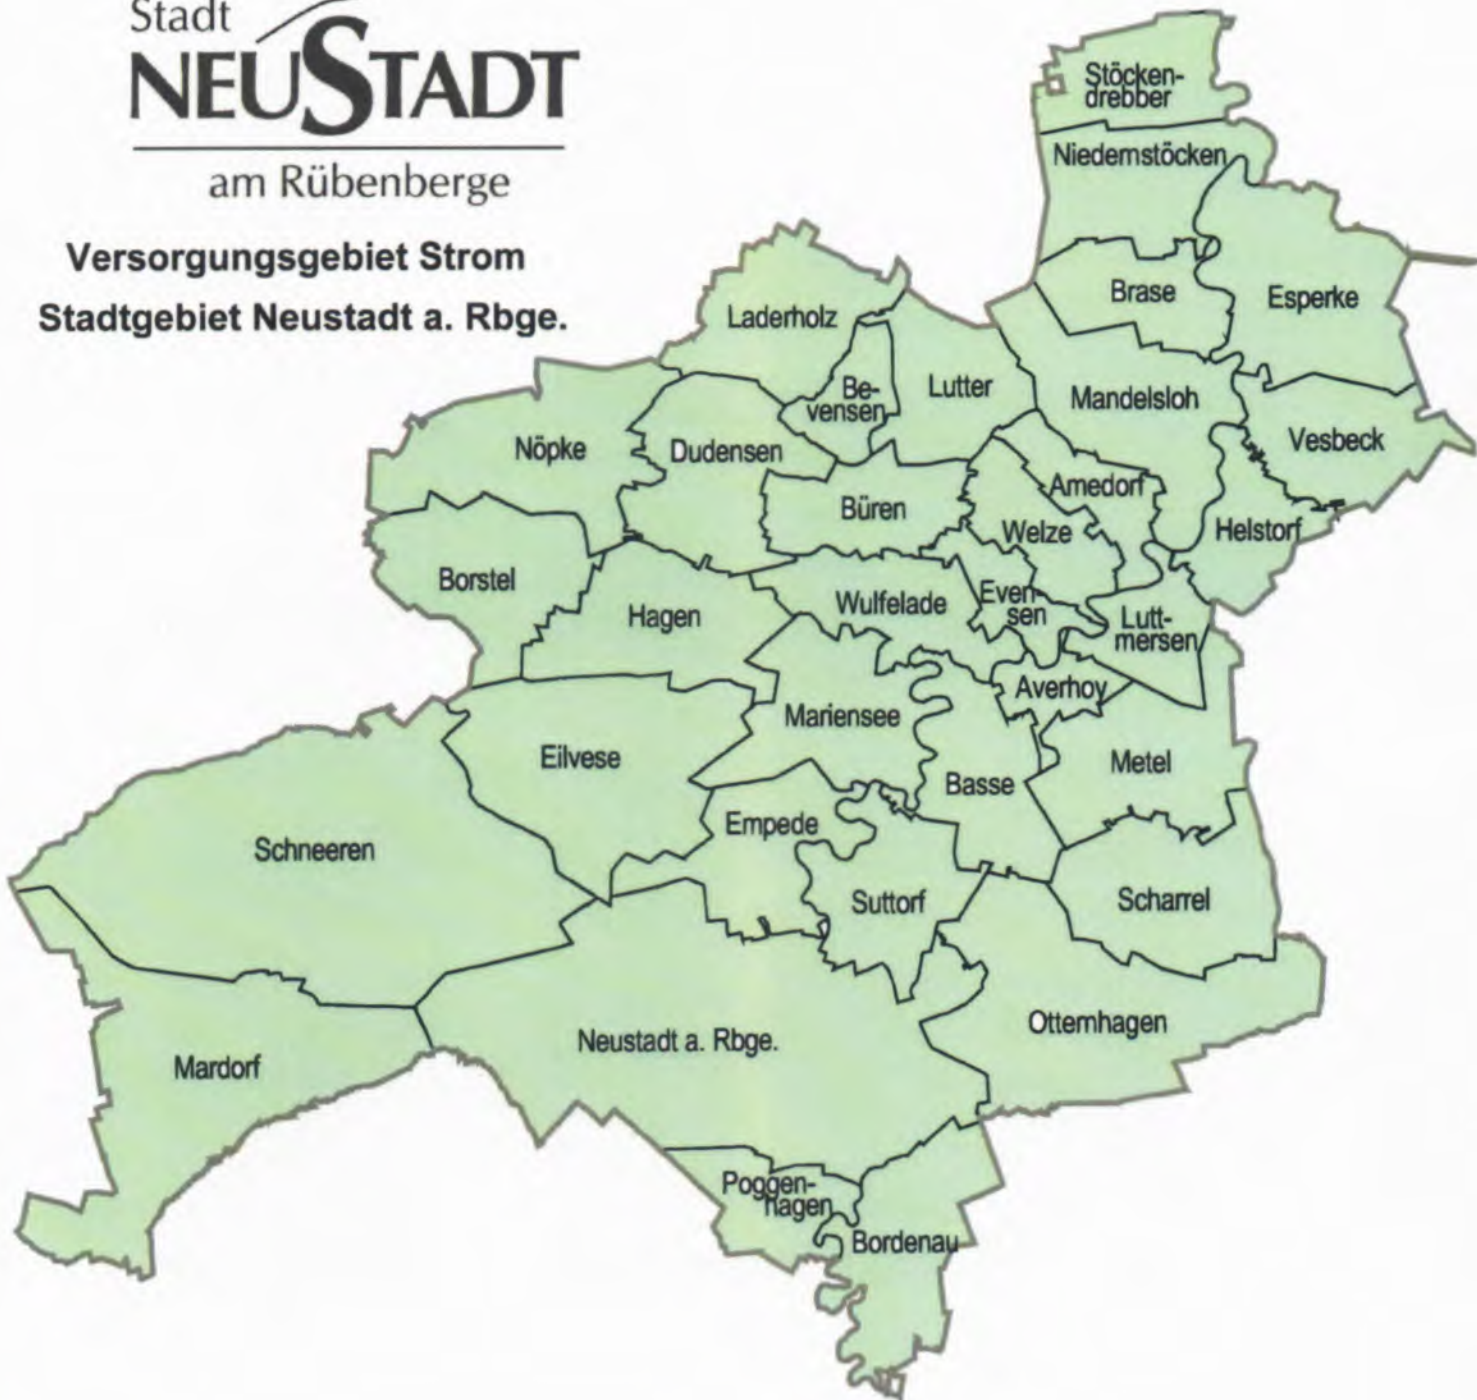 Stadt
NEUSTADT
am Rübenberge
Versorgungsgebiet Strom
Stadtgebiet Neustadt a. Rbge.
Stöcken-
drebber
Niedernstöcken
Brase
Esperke
Laderholz
Be-
vensen
Lutter
Mandelsloh
Vesbeck
Nöpke
Dudensen
Büren
Amedorf
Welze
Helstorf
Borstel
Hagen
Wulfelade
Even-
sen
Lutt-
mersen
Averhoy
Mariensee
Eilvese
Basse
Metel
Empede
Schneeren
Suttorf
Scharrel
Otternhagen
Neustadt a. Rbge.
Mardorf
Poggen-
hagen
Bordenau